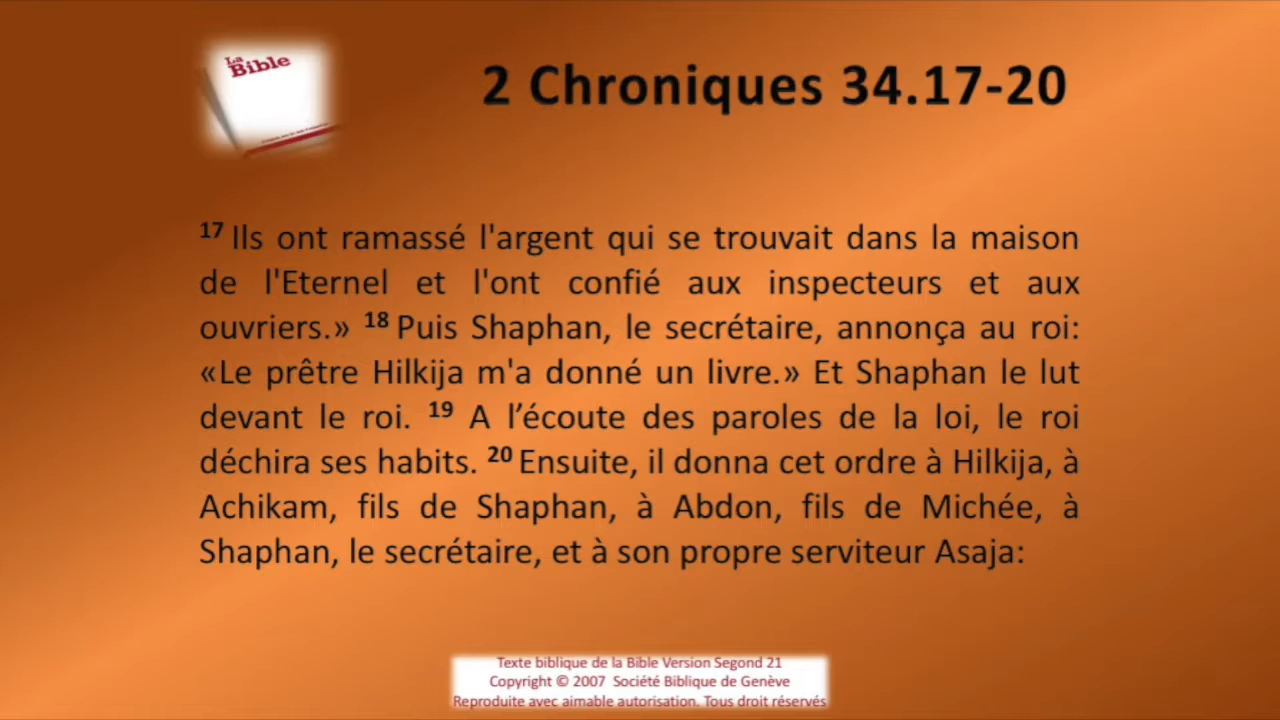 La
Bible
2 Chroniques 34.17-20
17 Ils ont ramassé l'argent qui se trouvait dans la maison
de l'Eternel et l'ont confié aux inspecteurs et aux
ouvriers.» 18 Puis Shaphan, le secrétaire, annonça au roi:
«Le prêtre Hilkija m'a donné un livre.» Et Shaphan le lut
devant le roi. 19 A l’écoute des paroles de la loi, le roi
déchira ses habits. 20 Ensuite, il donna cet ordre à Hilkija, à
Achikam, fils de Shaphan, à Abdon, fils de Michée, à
Shaphan, le secrétaire, et à son propre serviteur Asaja:
Texte biblique de la Bible Version Segond 21
Copyright © 2007 Société Biblique de Genève
Reproduite avec aimable autorisation. Tous droit réservés